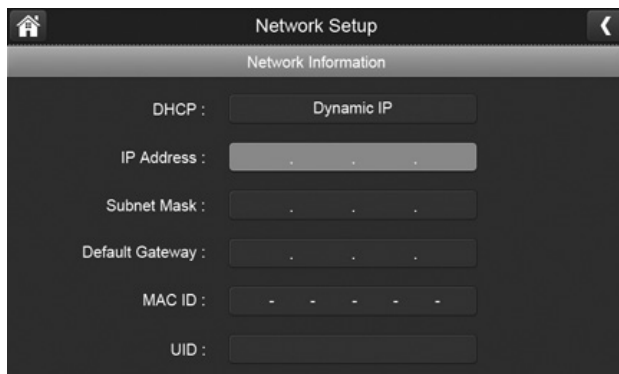 Network Setup
Network Information
DHCP : Dynamic IP
IP Address : . . .
Subnet Mask : . . .
Default Gateway : . . .
MAC ID : - - - - -
UID :